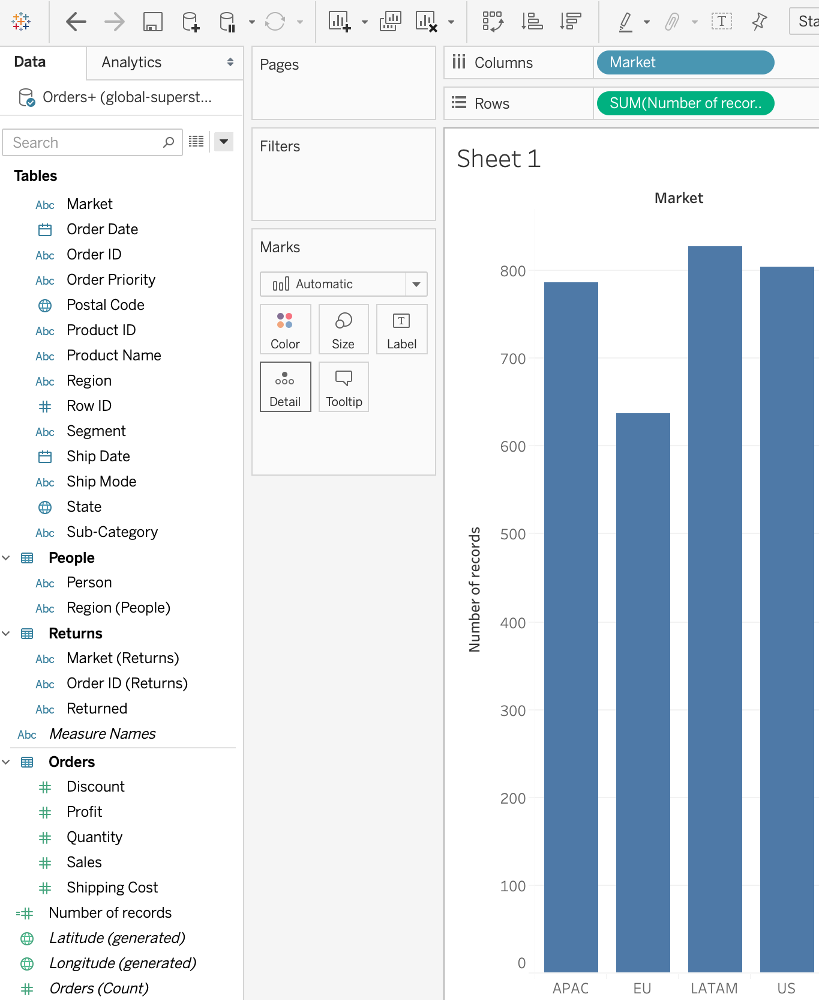 Sta
Data
Analytics
Orders+ (global-superst...
Search
Tables
Abc Market
Order Date
Abc Order ID
Abc Order Priority
Postal Code
Abc Product ID
Abc Product Name
Abc Region
Row ID
Abc Segment
Ship Date
Abc Ship Mode
State
Abc Sub-Category
People
Abc Person
Abc Region (People)
Returns
Abc Market (Returns)
Abc Order ID (Returns)
Abc Returned
Abc Measure Names
Orders
Discount
Profit
Quantity
Sales
Shipping Cost
Number of records
Latitude (generated)
Longitude (generated)
Orders (Count)
Pages
Filters
Marks
Automatic
Color
Size
T
Label
Detail
Tooltip
T
Columns
Market
Rows
SUM(Number of recor..
Sheet 1
Market
Number of records
800
700
600
500
400
300
200
100
0
APAC
EU
LATAM
US